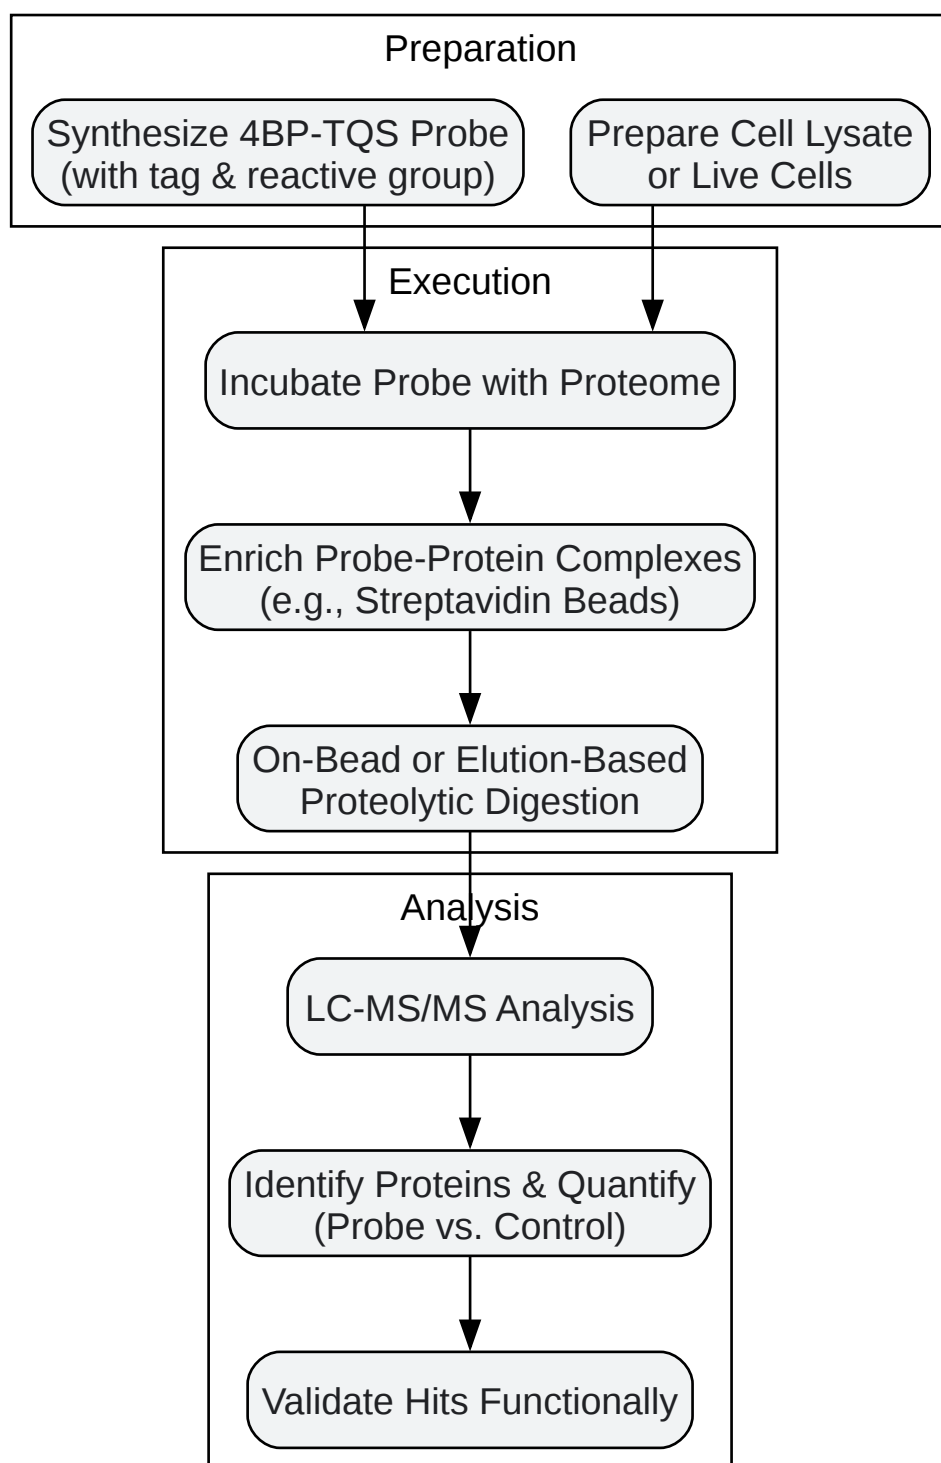 Preparation
Synthesize 4BP-TQS Probe
(with tag & reactive group)
Prepare Cell Lysate
or Live Cells
Execution
Incubate Probe with Proteome
Enrich Probe-Protein Complexes
(e.g., Streptavidin Beads)
On-Bead or Elution-Based
Proteolytic Digestion
Analysis
LC-MS/MS Analysis
Identify Proteins & Quantify
(Probe vs. Control)
Validate Hits Functionally